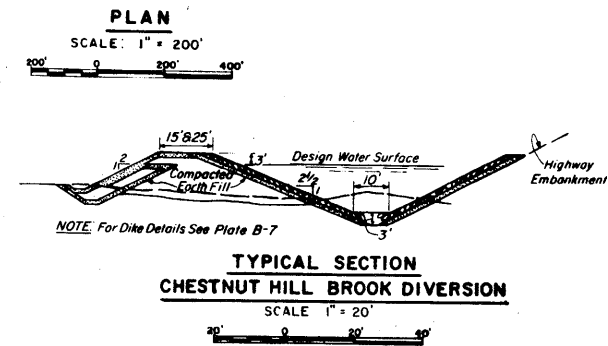 PLAN
SCALE: 1" = 200'
200' 0 200' 400'
15'&25'
3'
Design Water Surface
1 2
Compacted
Earth Fill
2½
1
10'
Highway
Embankment
3'
NOTE: For Dike Details See Plate B-7
TYPICAL SECTION
CHESTNUT HILL BROOK DIVERSION
SCALE 1" = 20'
20' 0 20' 40'